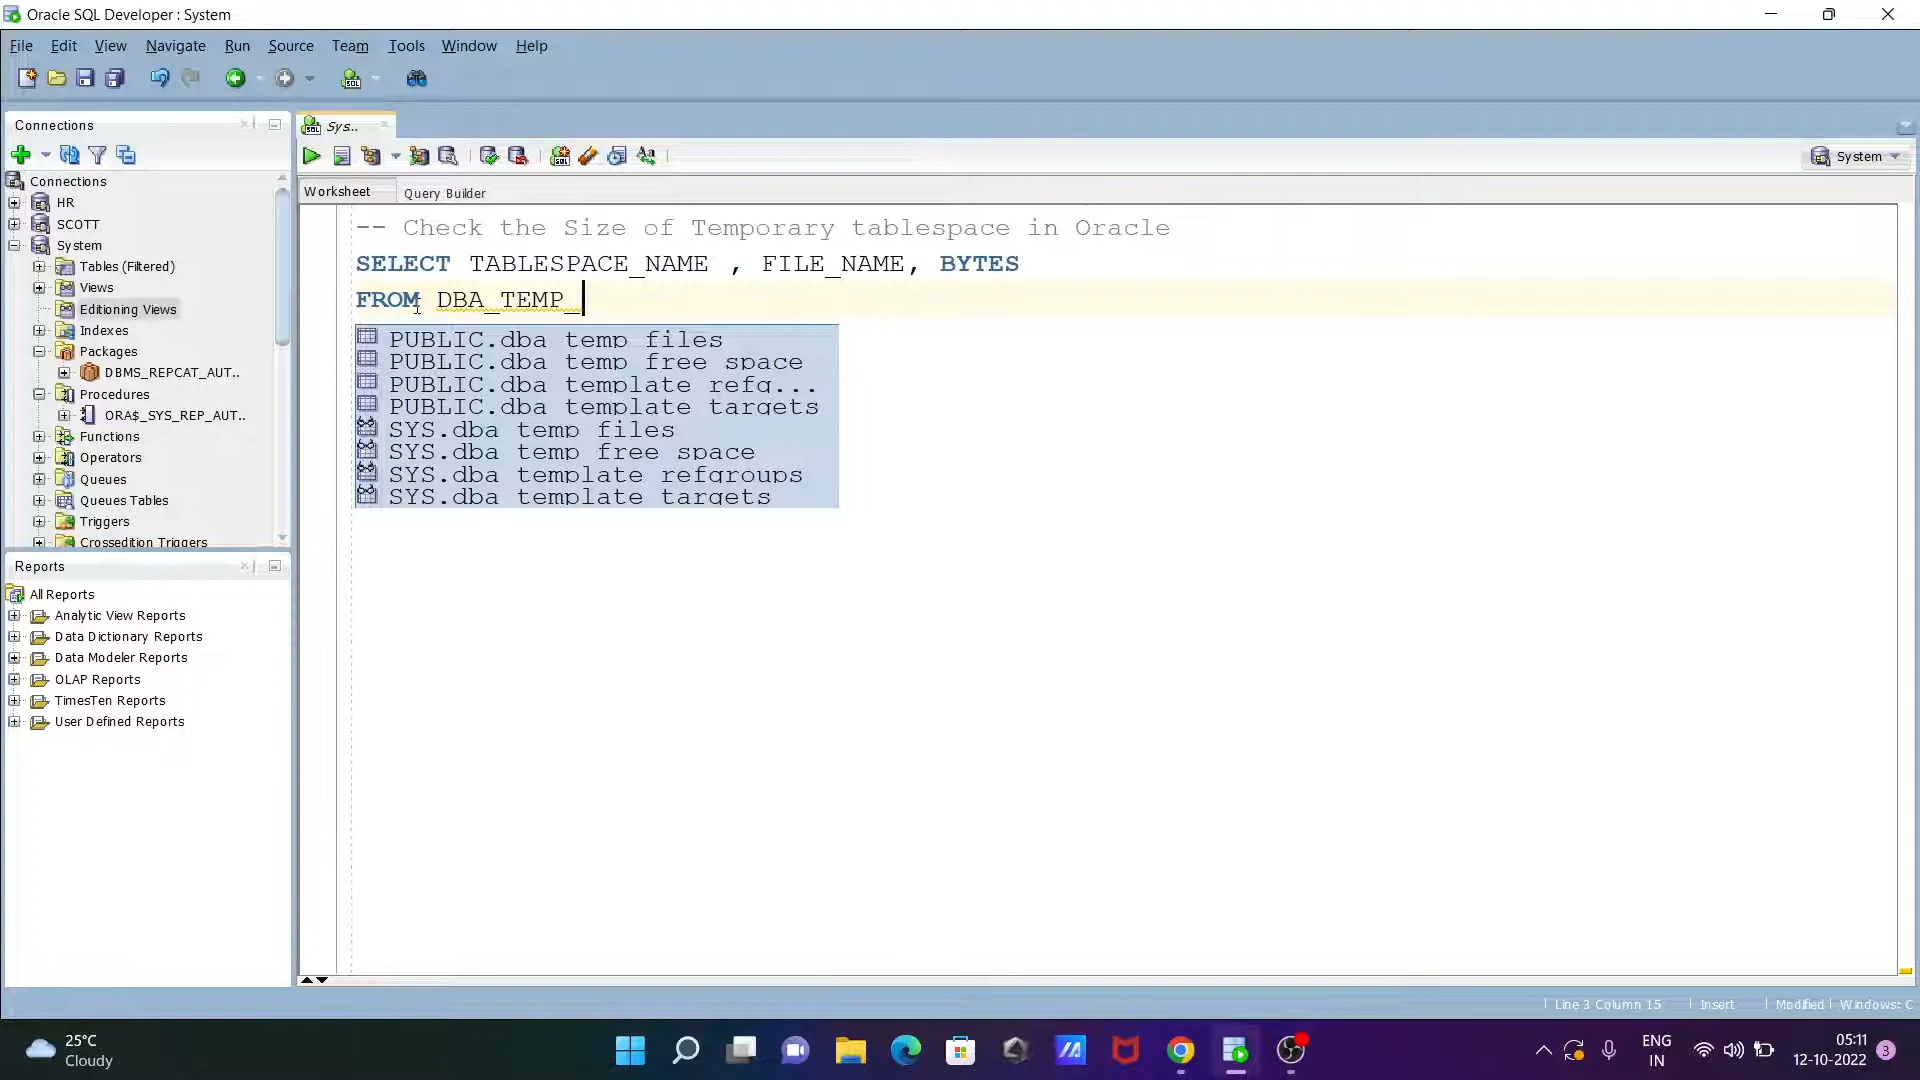 Oracle SQL Developer : System
File Edit View Navigate Run Source Team Tools Window Help
Connections
Sys..
System
Worksheet
Query Builder
Connections
HR
SCOTT
System
Tables (Filtered)
Views
Editioning Views
Indexes
Packages
DBMS_REPCAT_AUT..
Procedures
ORA$_SYS_REP_AUT..
Functions
Operators
Queues
Queues Tables
Triggers
Crossedition Triggers
-- Check the Size of Temporary tablespace in Oracle
SELECT TABLESPACE_NAME , FILE_NAME, BYTES
FROM DBA_TEMP_
PUBLIC.dba_temp_files
PUBLIC.dba_temp_free_space
PUBLIC.dba_template_refg...
PUBLIC.dba_template_targets
SYS.dba_temp_files
SYS.dba_temp_free_space
SYS.dba_template_refgroups
SYS.dba_template_targets
Reports
All Reports
Analytic View Reports
Data Dictionary Reports
Data Modeler Reports
OLAP Reports
TimesTen Reports
User Defined Reports
Line 3 Column 15 Insert Modified Windows: C
25°C
Cloudy
ENG
IN
05:11
12-10-2022
3